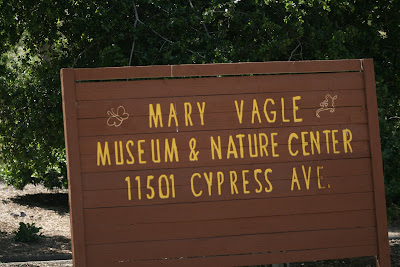 MARY VAGLE
MUSEUM & NATURE CENTER
11501 CYPRESS AVE.